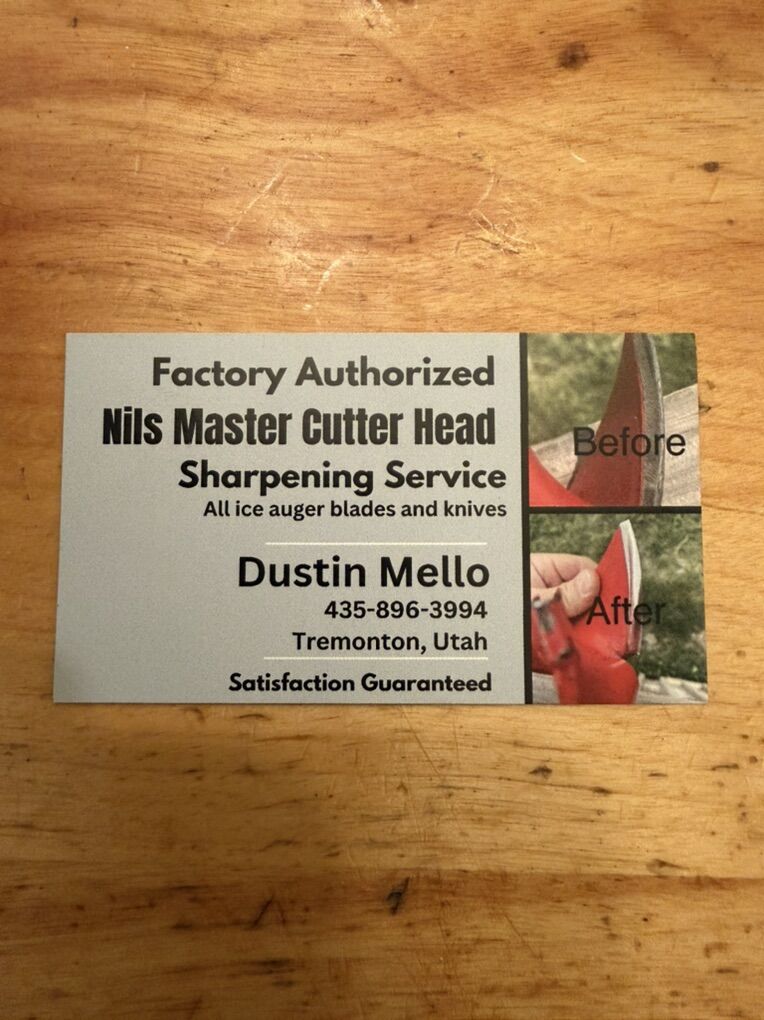 Factory Authorized
Nils Master Cutter Head
Sharpening Service
All ice auger blades and knives
Dustin Mello
435-896-3994
Tremonton, Utah
Satisfaction Guaranteed
Before
After